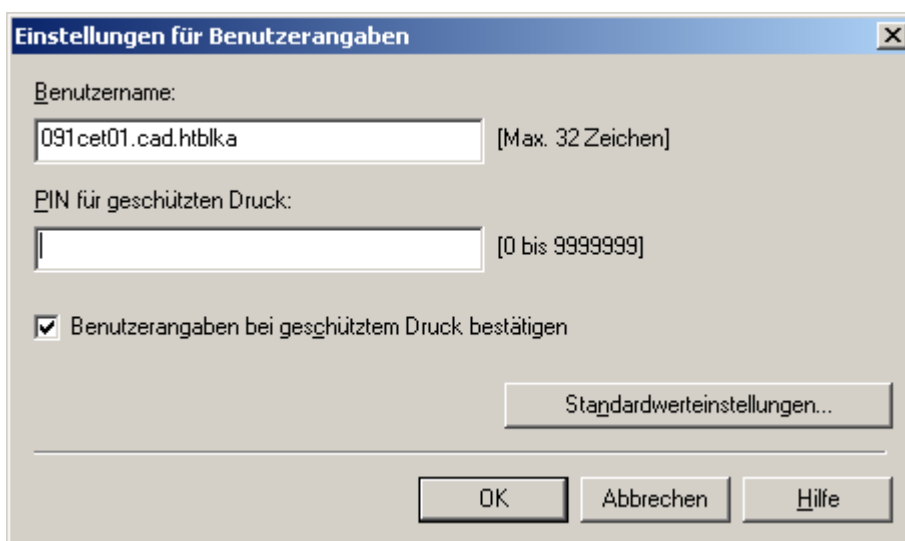 Einstellungen für Benutzerangaben
Benutzername:
091cet01.cad.htblka [Max. 32 Zeichen]
PIN für geschützten Druck:
[0 bis 9999999]
Benutzerangaben bei geschütztem Druck bestätigen
Standardwerteinstellungen...
OK Abbrechen Hilfe